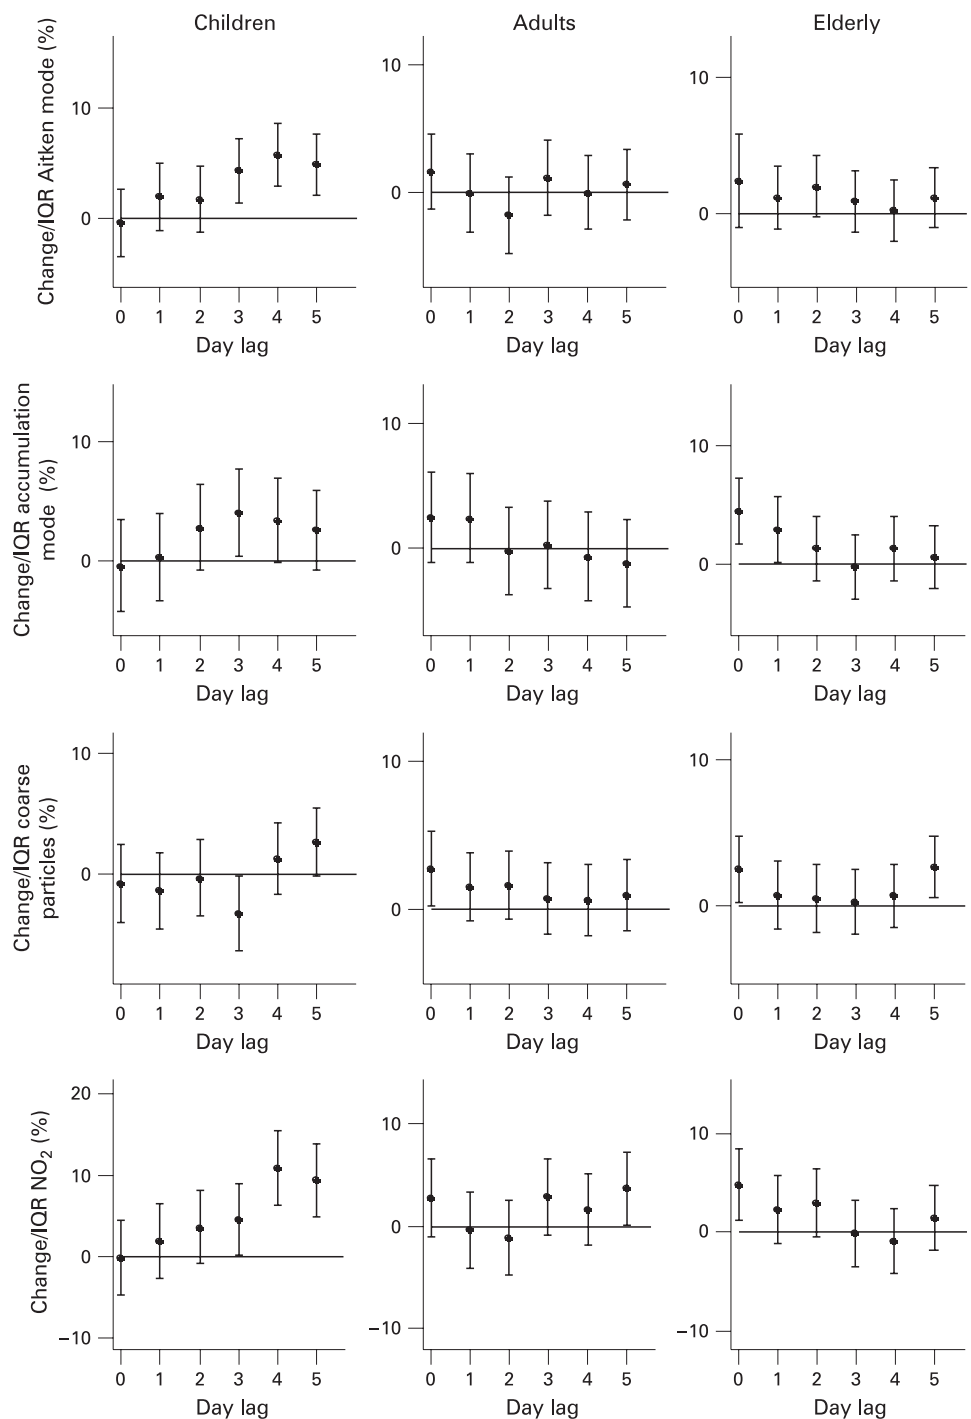 Children Adults Elderly
Change/IQR Aitken mode (%)
10
0
0 1 2 3 4 5
Day lag
10
0
0 1 2 3 4 5
Day lag
10
0
0 1 2 3 4 5
Day lag
Change/IQR accumulation
mode (%)
10
0
0 1 2 3 4 5
Day lag
10
0
0 1 2 3 4 5
Day lag
10
0
0 1 2 3 4 5
Day lag
Change/IQR coarse
particles (%)
10
0
0 1 2 3 4 5
Day lag
10
0
0 1 2 3 4 5
Day lag
10
0
0 1 2 3 4 5
Day lag
Change/IQR NO₂ (%)
20
10
0
−10
0 1 2 3 4 5
Day lag
10
0
−10
0 1 2 3 4 5
Day lag
10
0
−10
0 1 2 3 4 5
Day lag